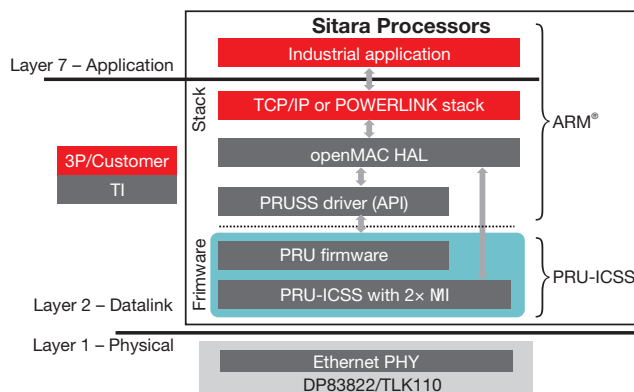 Sitara Processors
Industrial application
Layer 7 – Application
Stack
TCP/IP or POWERLINK stack
ARM®
openMAC HAL
3P/Customer
TI
PRUSS driver (API)
Frimware
PRU firmware
PRU-ICSS
PRU-ICSS with 2× MII
Layer 2 – Datalink
Layer 1 – Physical
Ethernet PHY
DP83822/TLK110